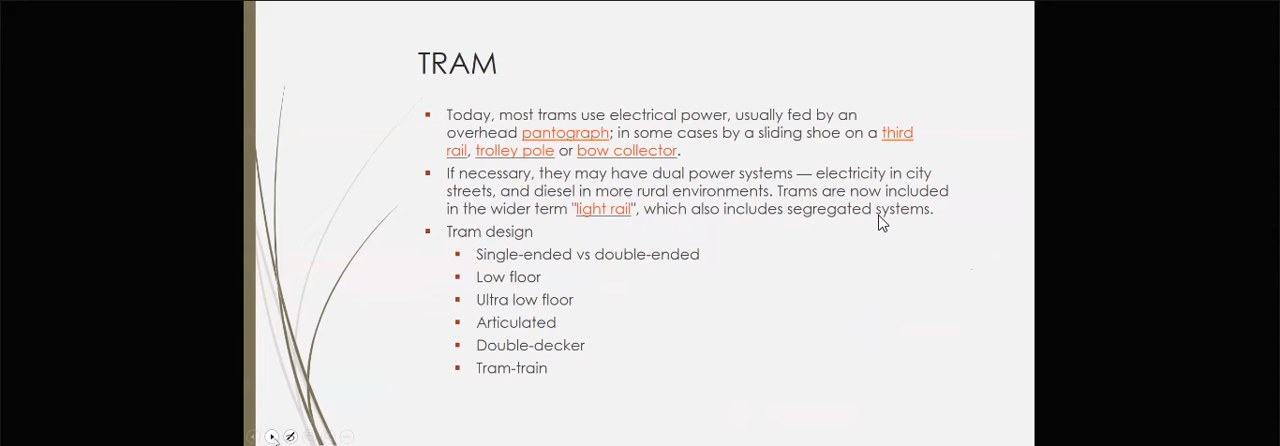 TRAM
Today, most trams use electrical power, usually fed by an
overhead pantograph; in some cases by a sliding shoe on a third
rail, trolley pole or bow collector.
If necessary, they may have dual power systems — electricity in city
streets, and diesel in more rural environments. Trams are now included
in the wider term "light rail", which also includes segregated systems.
Tram design
Single-ended vs double-ended
Low floor
Ultra low floor
Articulated
Double-decker
Tram-train